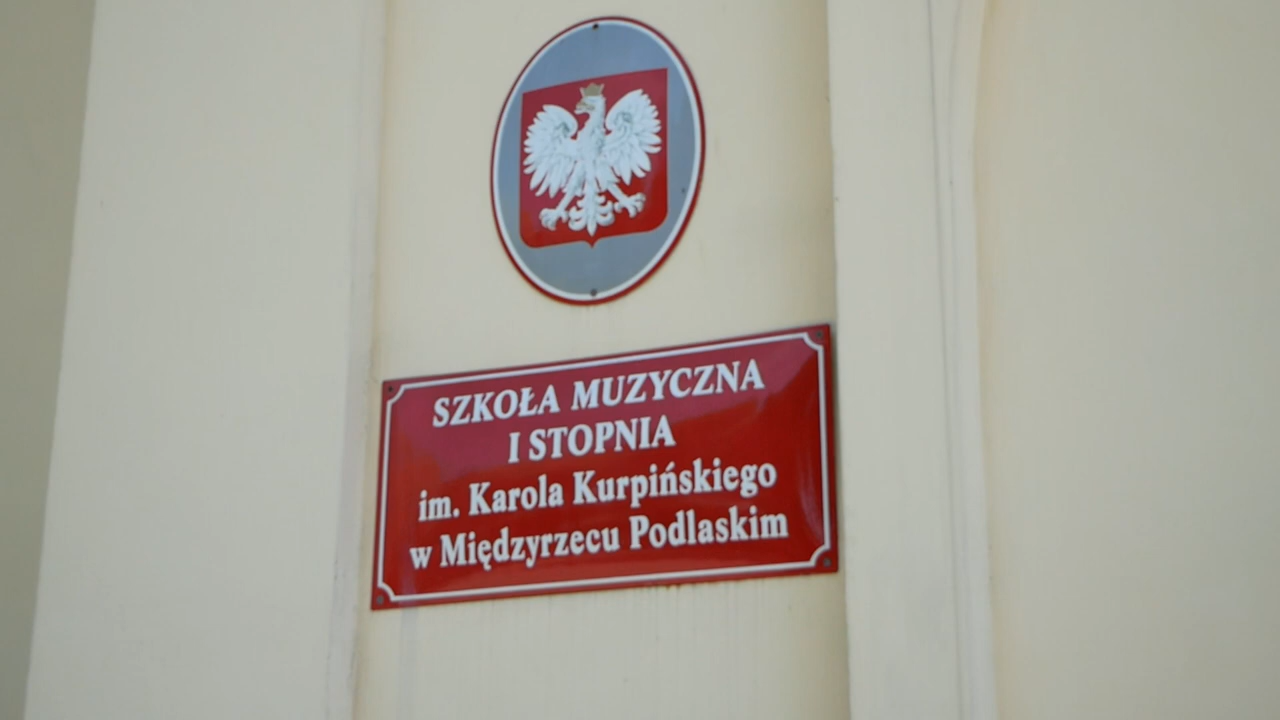 SZKOŁA MUZYCZNA
I STOPNIA
im. Karola Kurpińskiego
w Międzyrzecu Podlaskim